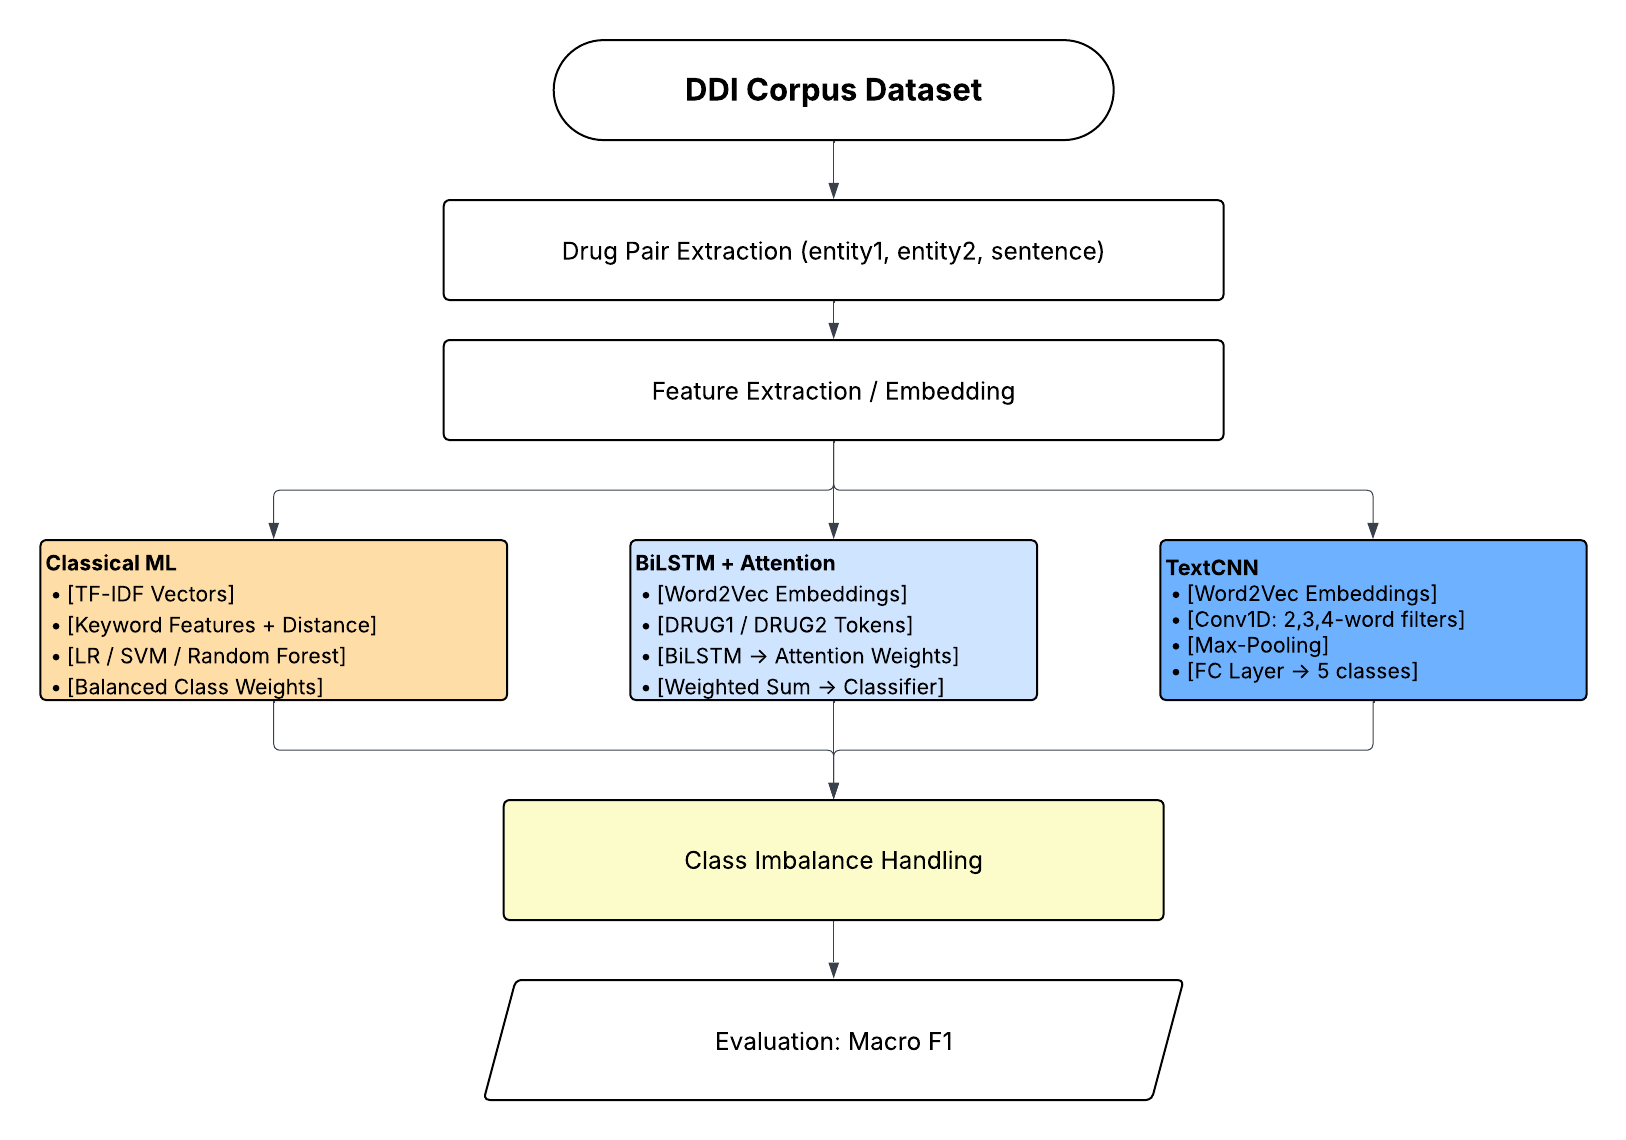 DDI Corpus Dataset
Drug Pair Extraction (entity1, entity2, sentence)
Feature Extraction / Embedding
Classical ML
• [TF-IDF Vectors]
• [Keyword Features + Distance]
• [LR / SVM / Random Forest]
• [Balanced Class Weights]
BiLSTM + Attention
• [Word2Vec Embeddings]
• [DRUG1 / DRUG2 Tokens]
• [BiLSTM → Attention Weights]
• [Weighted Sum → Classifier]
TextCNN
• [Word2Vec Embeddings]
• [Conv1D: 2,3,4-word filters]
• [Max-Pooling]
• [FC Layer → 5 classes]
Class Imbalance Handling
Evaluation: Macro F1